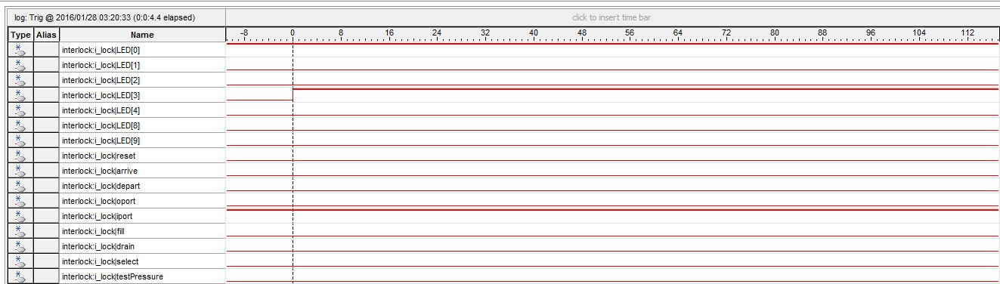 log: Trig @ 2016/01/28 03:20:33 (0:0:4.4 elapsed) click to insert time bar
Type Alias Name -8 0 8 16 24 32 40 48 56 64 72 80 88 96 104 112
interlock:i_lock|LED[0]
interlock:i_lock|LED[1]
interlock:i_lock|LED[2]
interlock:i_lock|LED[3]
interlock:i_lock|LED[4]
interlock:i_lock|LED[8]
interlock:i_lock|LED[9]
interlock:i_lock|reset
interlock:i_lock|arrive
interlock:i_lock|depart
interlock:i_lock|oport
interlock:i_lock|iport
interlock:i_lock|fill
interlock:i_lock|drain
interlock:i_lock|select
interlock:i_lock|testPressure